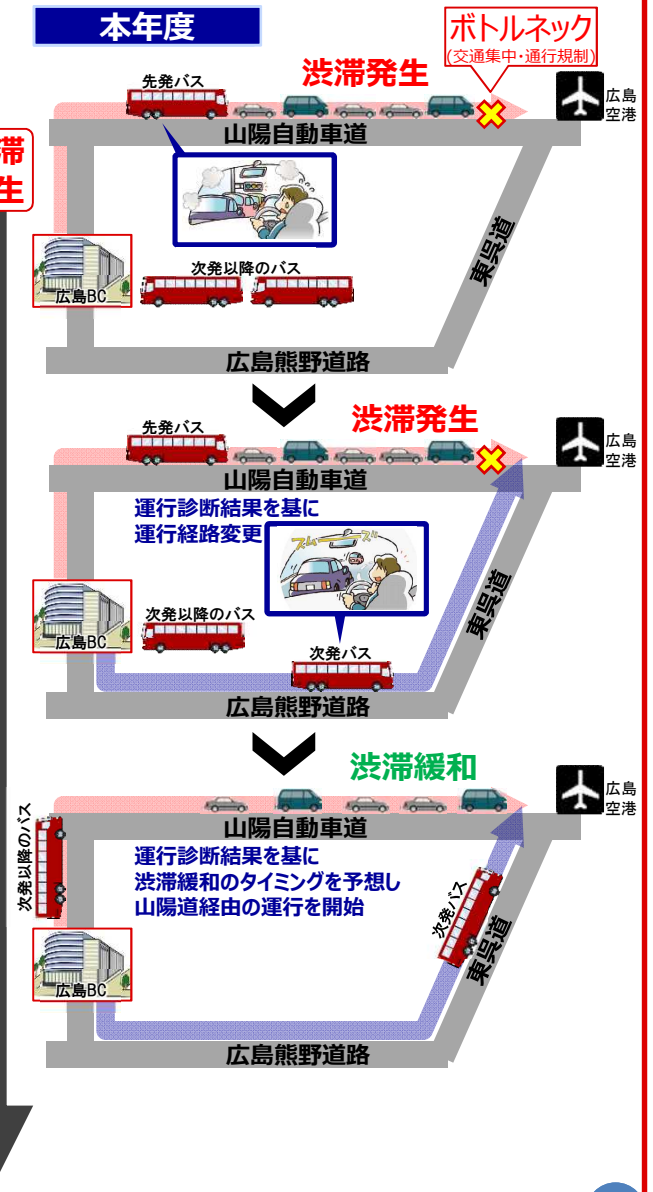 本年度
ボトルネック
(交通集中・通行規制)
渋滞発生
先発バス
広島
空港
山陽自動車道
滞
生
東呉道
次発以降のバス
広島BC
広島熊野道路
渋滞発生
先発バス
広島
空港
山陽自動車道
運行診断結果を基に
運行経路変更
スムーズ
東呉道
次発以降のバス
広島BC
次発バス
広島熊野道路
渋滞緩和
広島
空港
山陽自動車道
次発以降のバス
運行診断結果を基に
渋滞緩和のタイミングを予想し
山陽道経由の運行を開始
次発バス
東呉道
広島BC
広島熊野道路